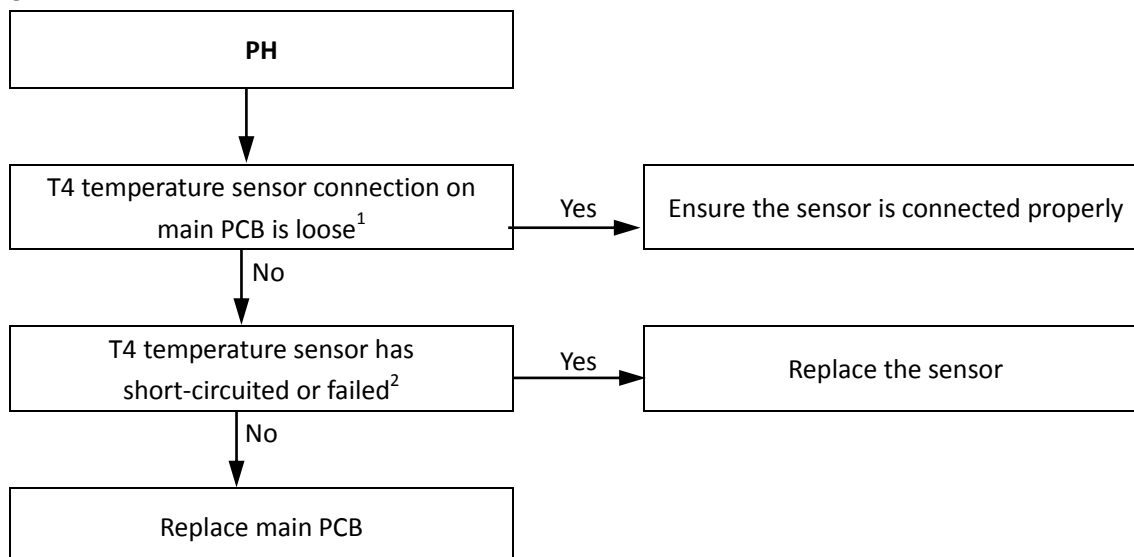 PH
T4 temperature sensor connection on
main PCB is loose1
Yes
Ensure the sensor is connected properly
No
T4 temperature sensor has
short-circuited or failed2
Yes
Replace the sensor
No
Replace main PCB